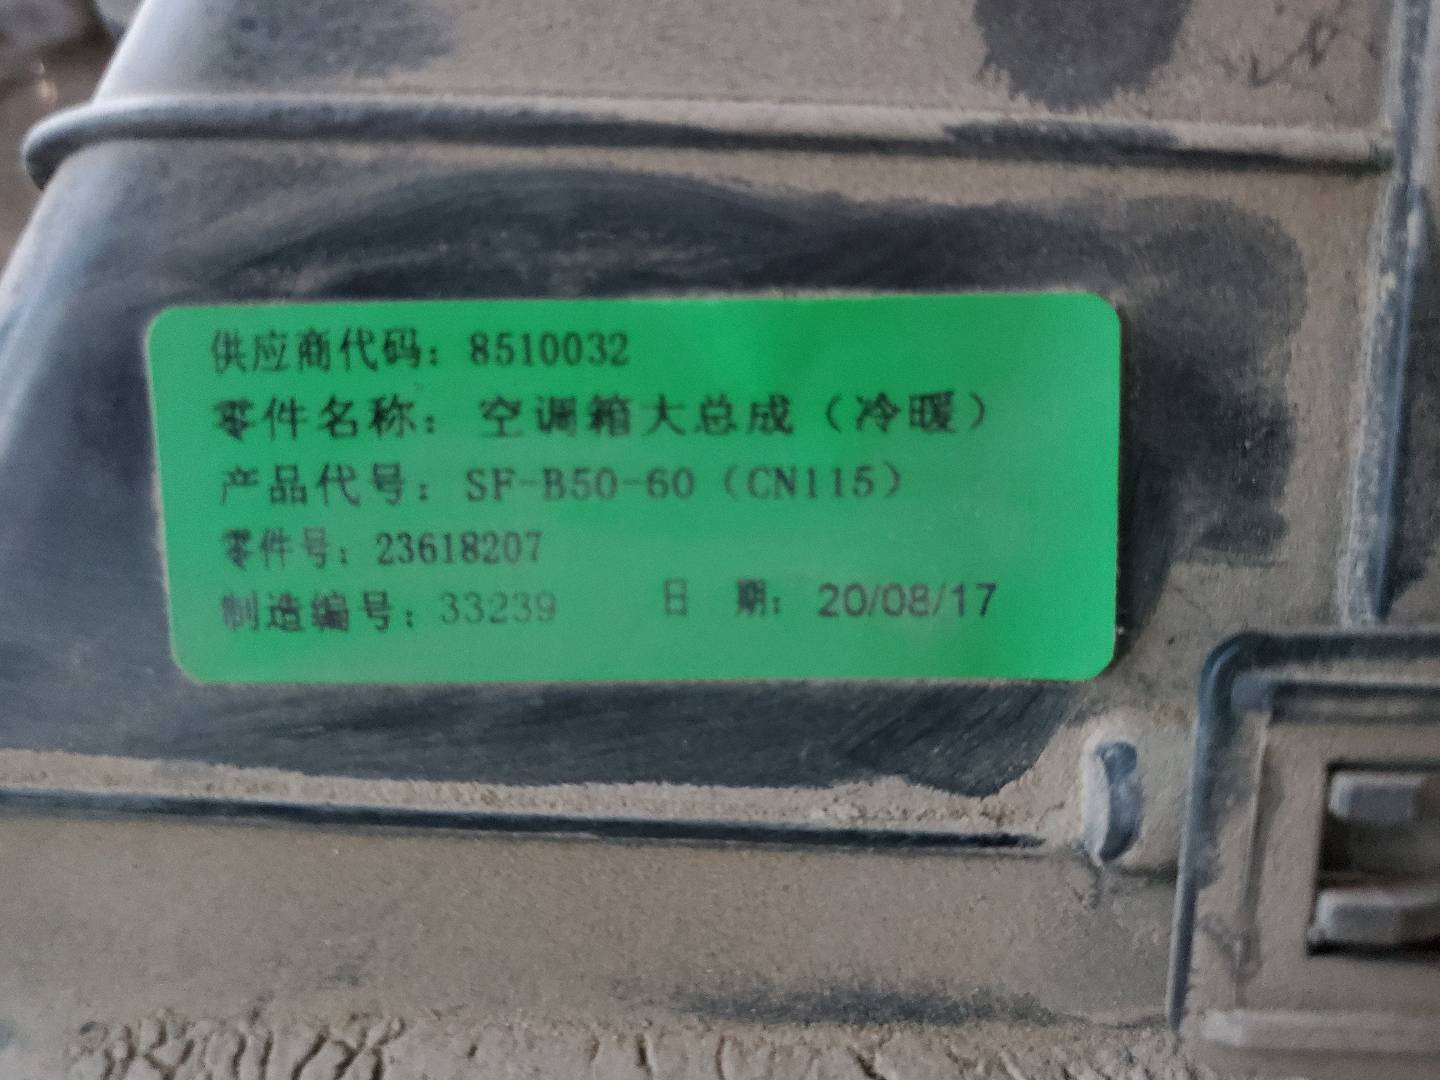 供应商代码：8510032
零件名称：空调箱大总成（冷暖）
产品代号：SF-B50-60（CN115）
零件号：23618207
制造编号：33239 日 期：20/08/17